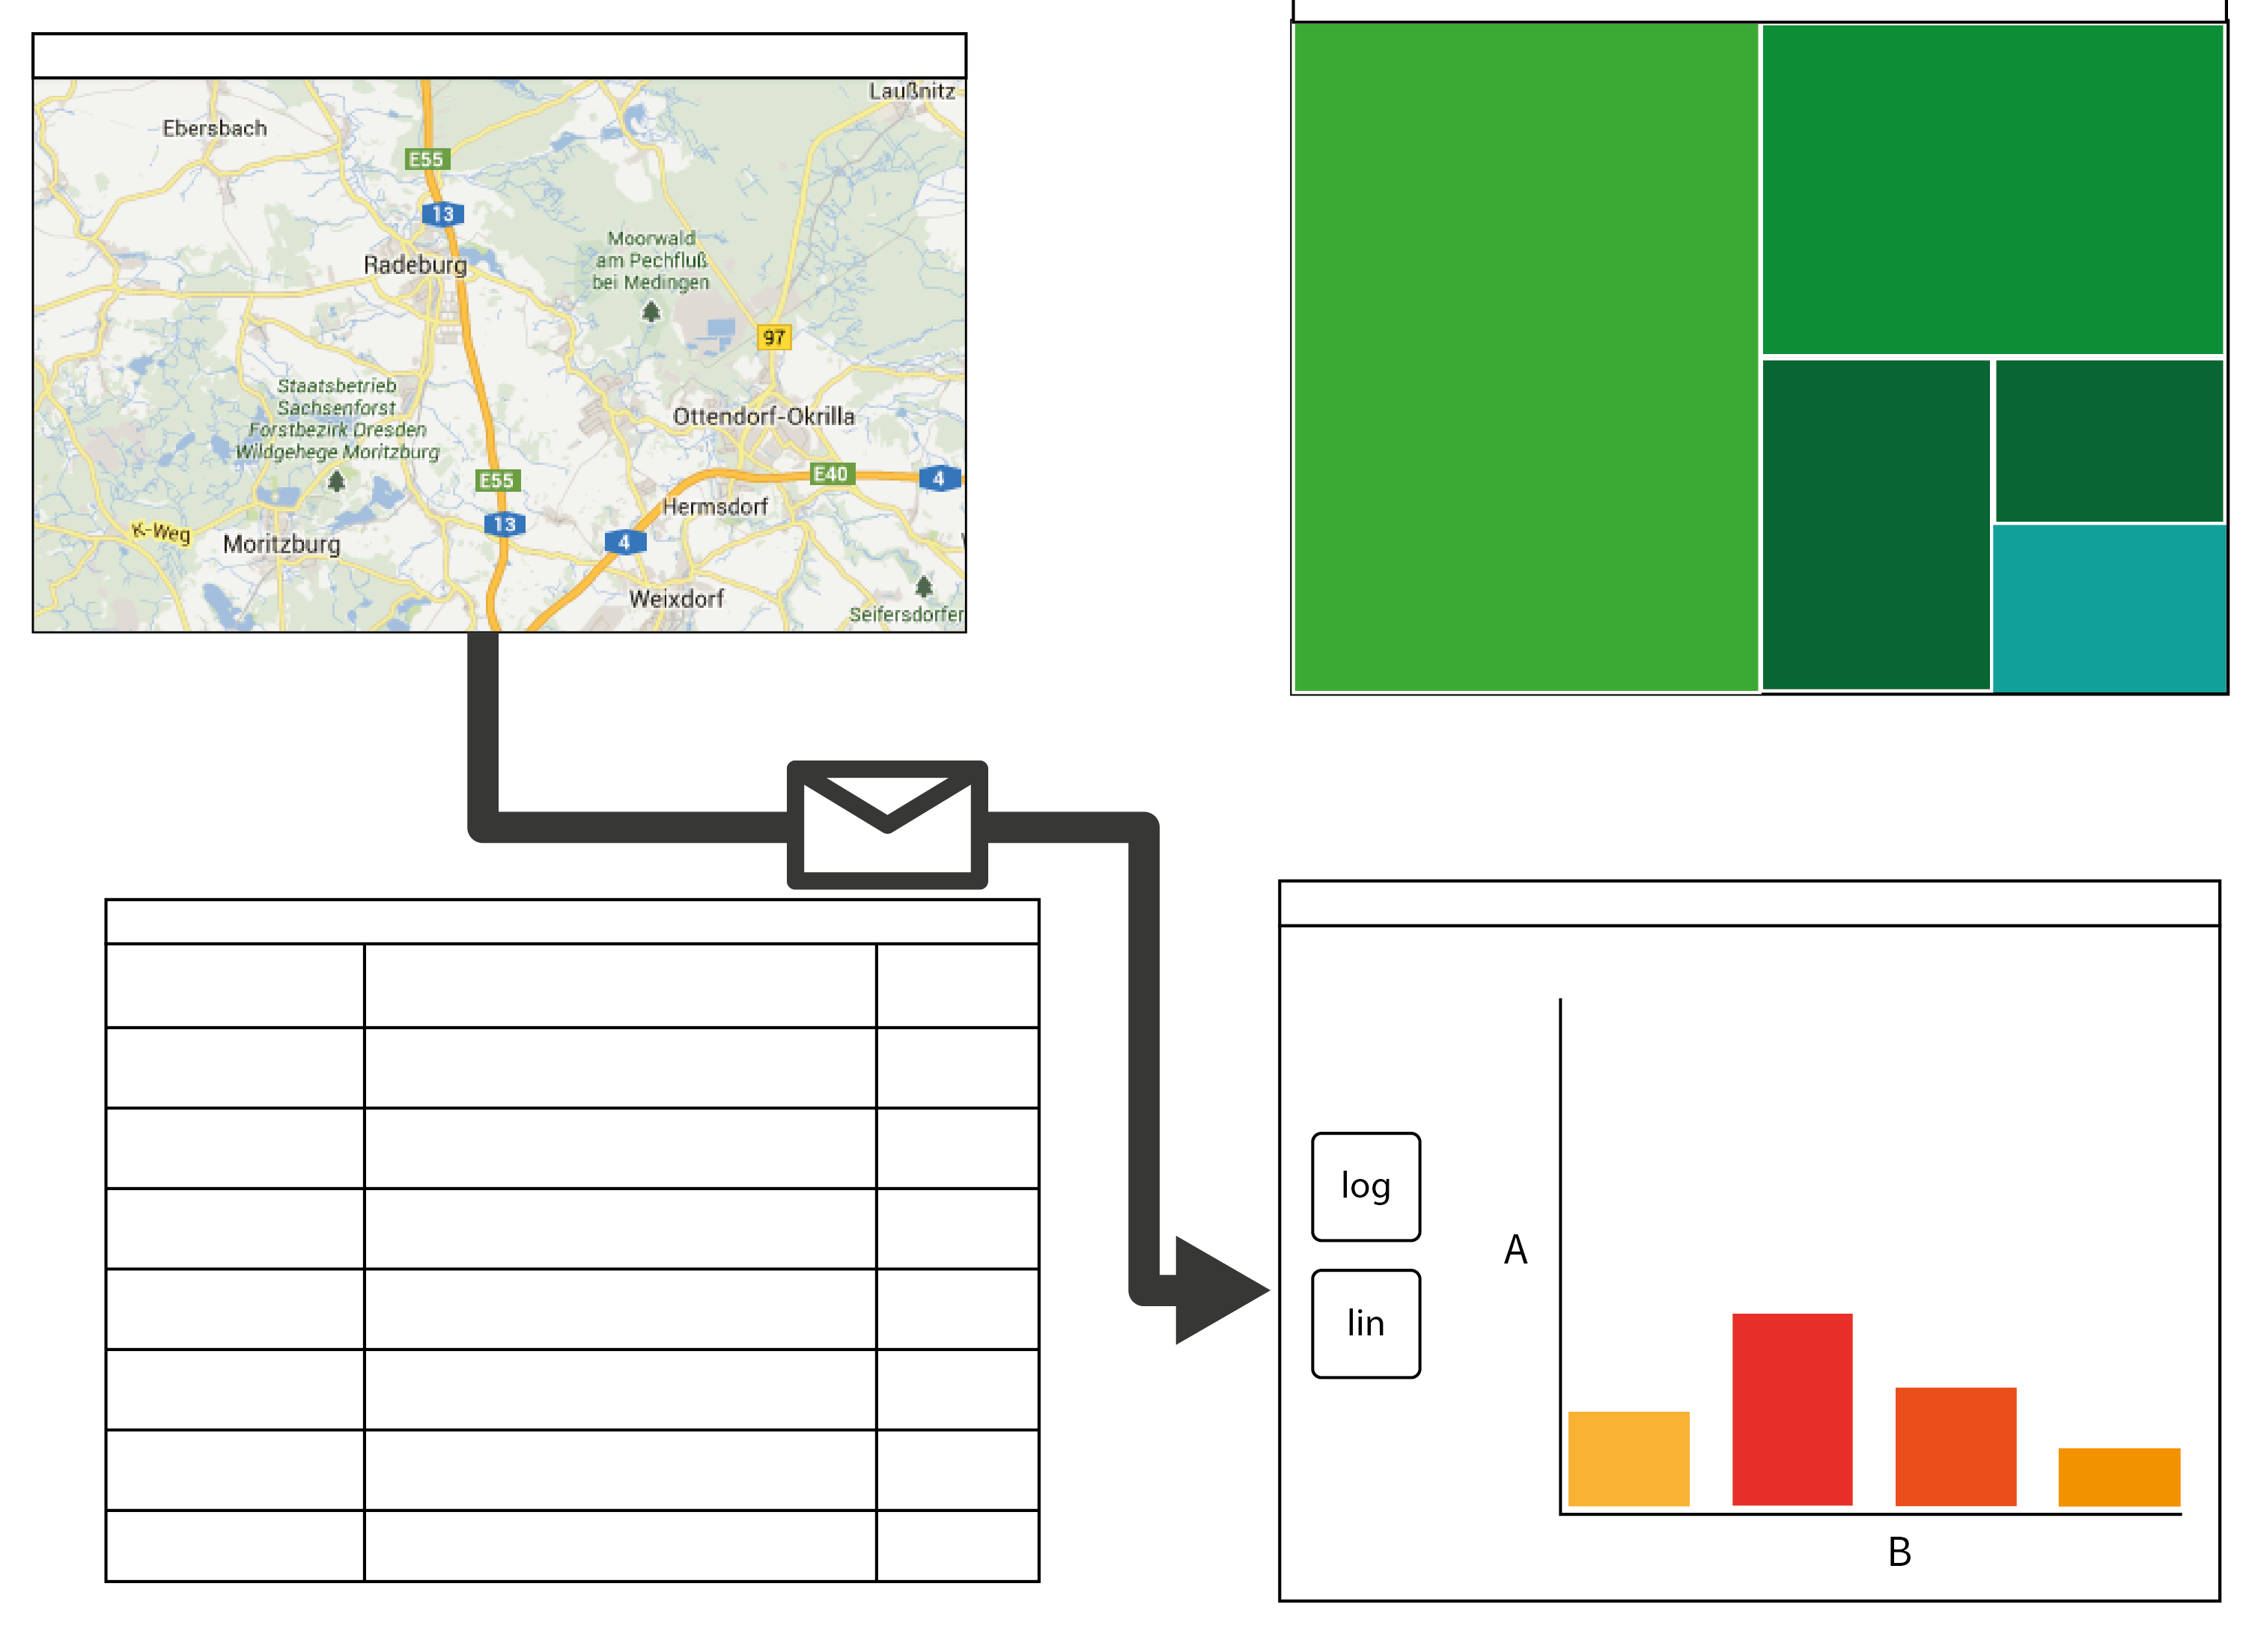 Laußnitz
Ebersbach
E55
13
Moorwald
am Pechfluß
bei Medingen
Radeburg
97
Staatsbetrieb
Sachsenforst
Forstbezirk Dresden
Wildgehege Moritzburg
Ottendorf-Okrilla
E55
E40
4
Hermsdorf
13
K-Weg
4
Moritzburg
Weixdorf
Seifersdorfer
log
lin
A
B